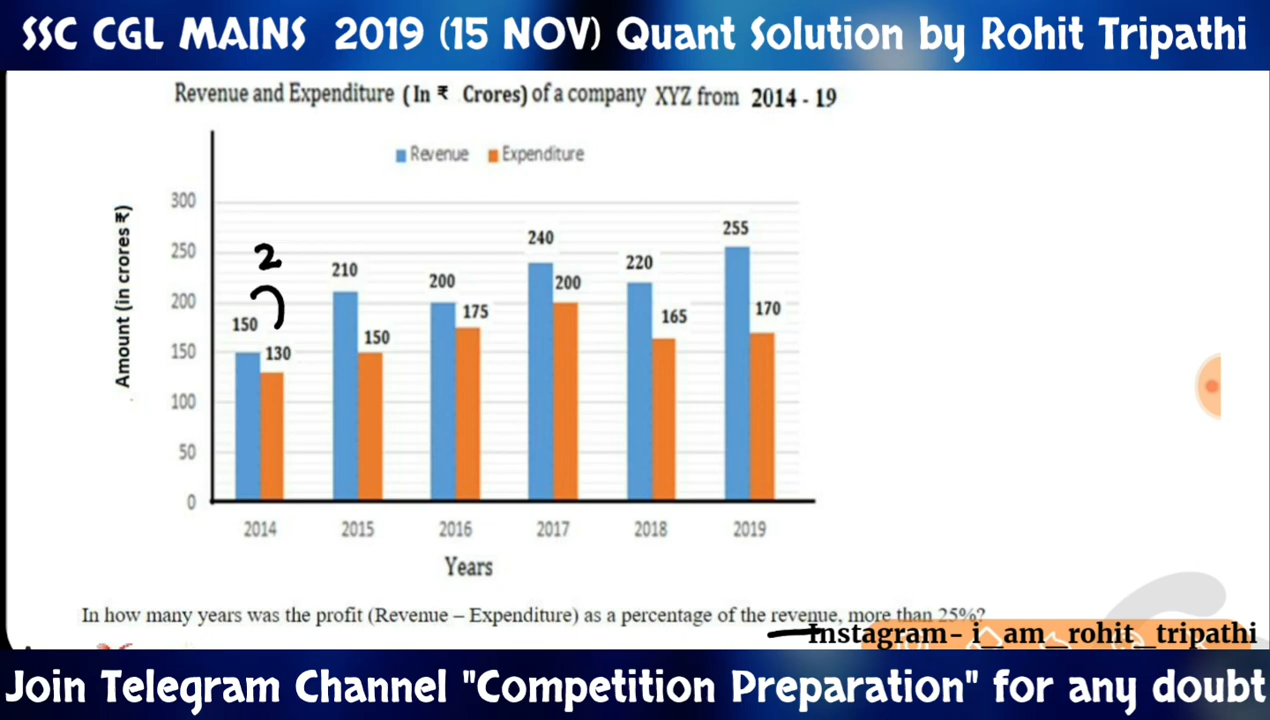 SSC CGL MAINS 2019 (15 NOV) Quant Solution by Rohit Tripathi
Revenue and Expenditure (In ₹ Crores) of a company XYZ from 2014 - 19
Revenue Expenditure
Amount (in crores ₹)
300
250
200
150
100
50
0
2
150
130
210
150
200
175
240
200
220
165
255
170
2014 2015 2016 2017 2018 2019
Years
In how many years was the profit (Revenue – Expenditure) as a percentage of the revenue, more than 25%?
Instagram- i_am_rohit_tripathi
Join Telegram Channel "Competition Preparation" for any doubt